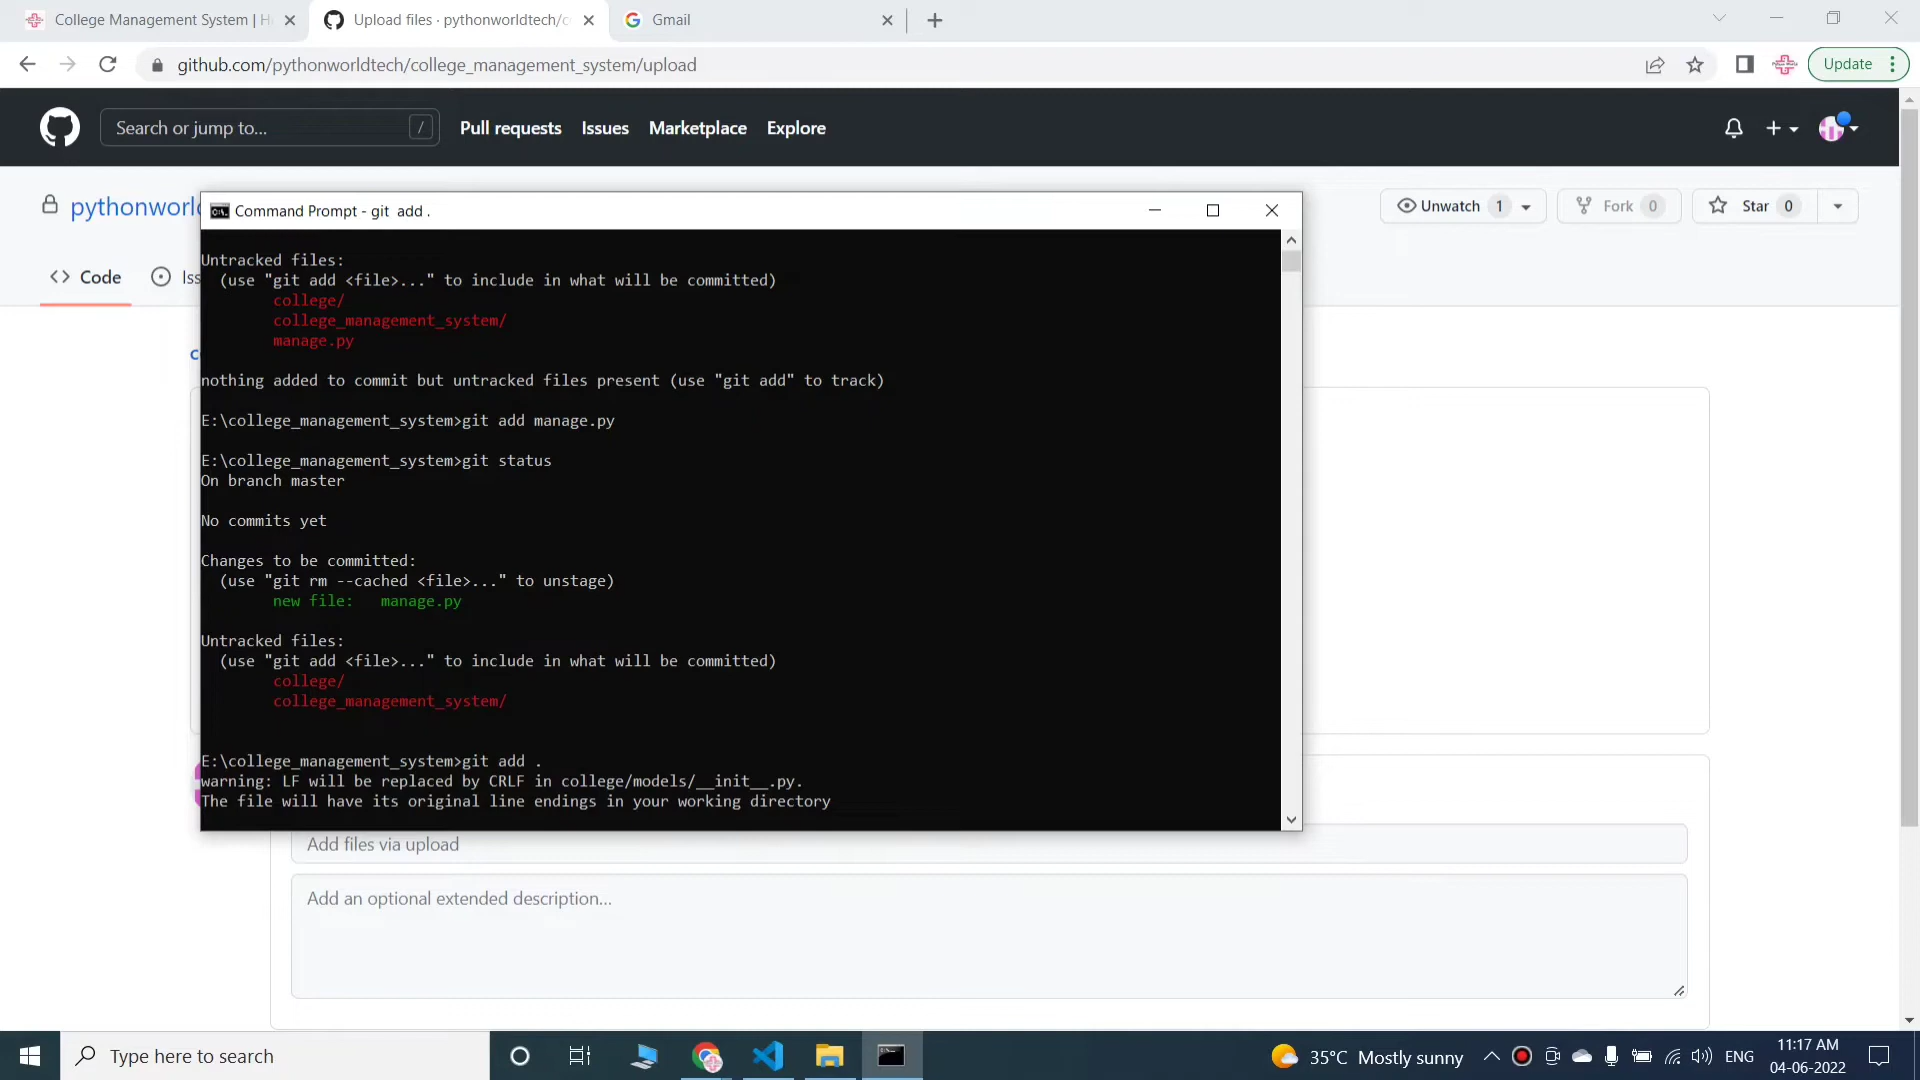 College Management System | H
Upload files · pythonworldtech/c
Gmail
github.com/pythonworldtech/college_management_system/upload
Update
Search or jump to...
/
Pull requests
Issues
Marketplace
Explore
pythonworld
Unwatch 1
Fork 0
Star 0
Code
Iss
Command Prompt - git  add .
Untracked files:
  (use "git add <file>..." to include in what will be committed)
        college/
        college_management_system/
        manage.py
nothing added to commit but untracked files present (use "git add" to track)
E:\college_management_system>git add manage.py
E:\college_management_system>git status
On branch master
No commits yet
Changes to be committed:
  (use "git rm --cached <file>..." to unstage)
        new file:   manage.py
Untracked files:
  (use "git add <file>..." to include in what will be committed)
        college/
        college_management_system/
E:\college_management_system>git add .
warning: LF will be replaced by CRLF in college/models/__init__.py.
The file will have its original line endings in your working directory
Add files via upload
Add an optional extended description...
Type here to search
35°C Mostly sunny
ENG
11:17 AM
04-06-2022